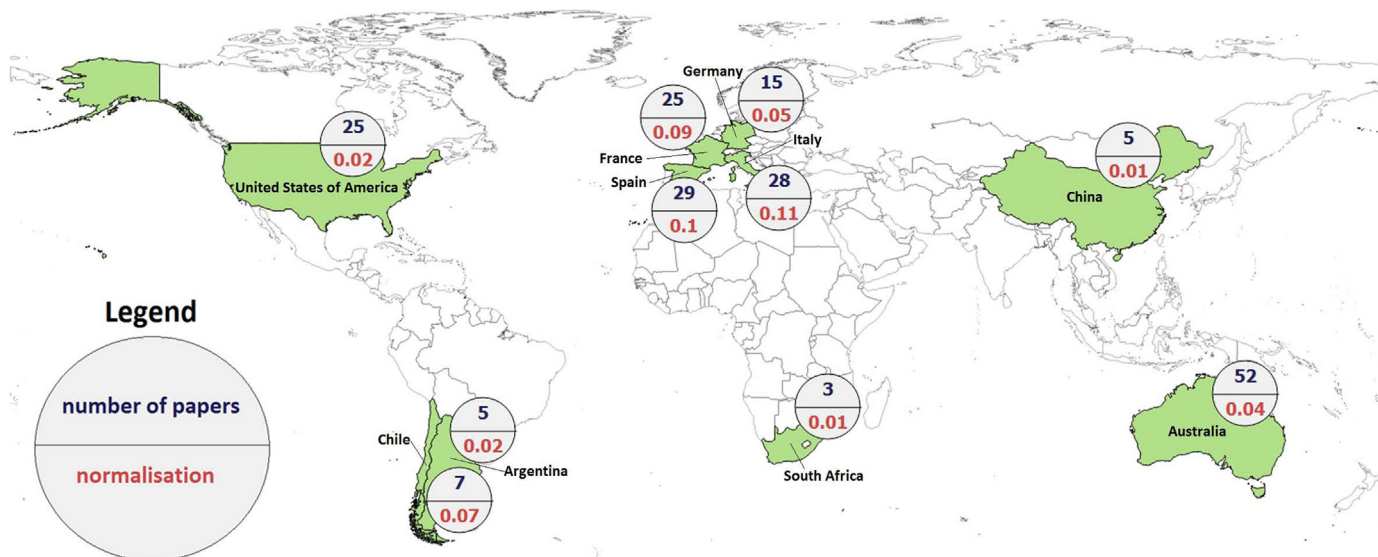 Germany
15
0.05
25
0.09
25
0.02
5
0.01
Italy
France
Spain
United States of America
China
29
0.1
28
0.11
Legend
number of papers
normalisation
3
0.01
52
0.04
Australia
5
0.02
Chile
Argentina
South Africa
7
0.07